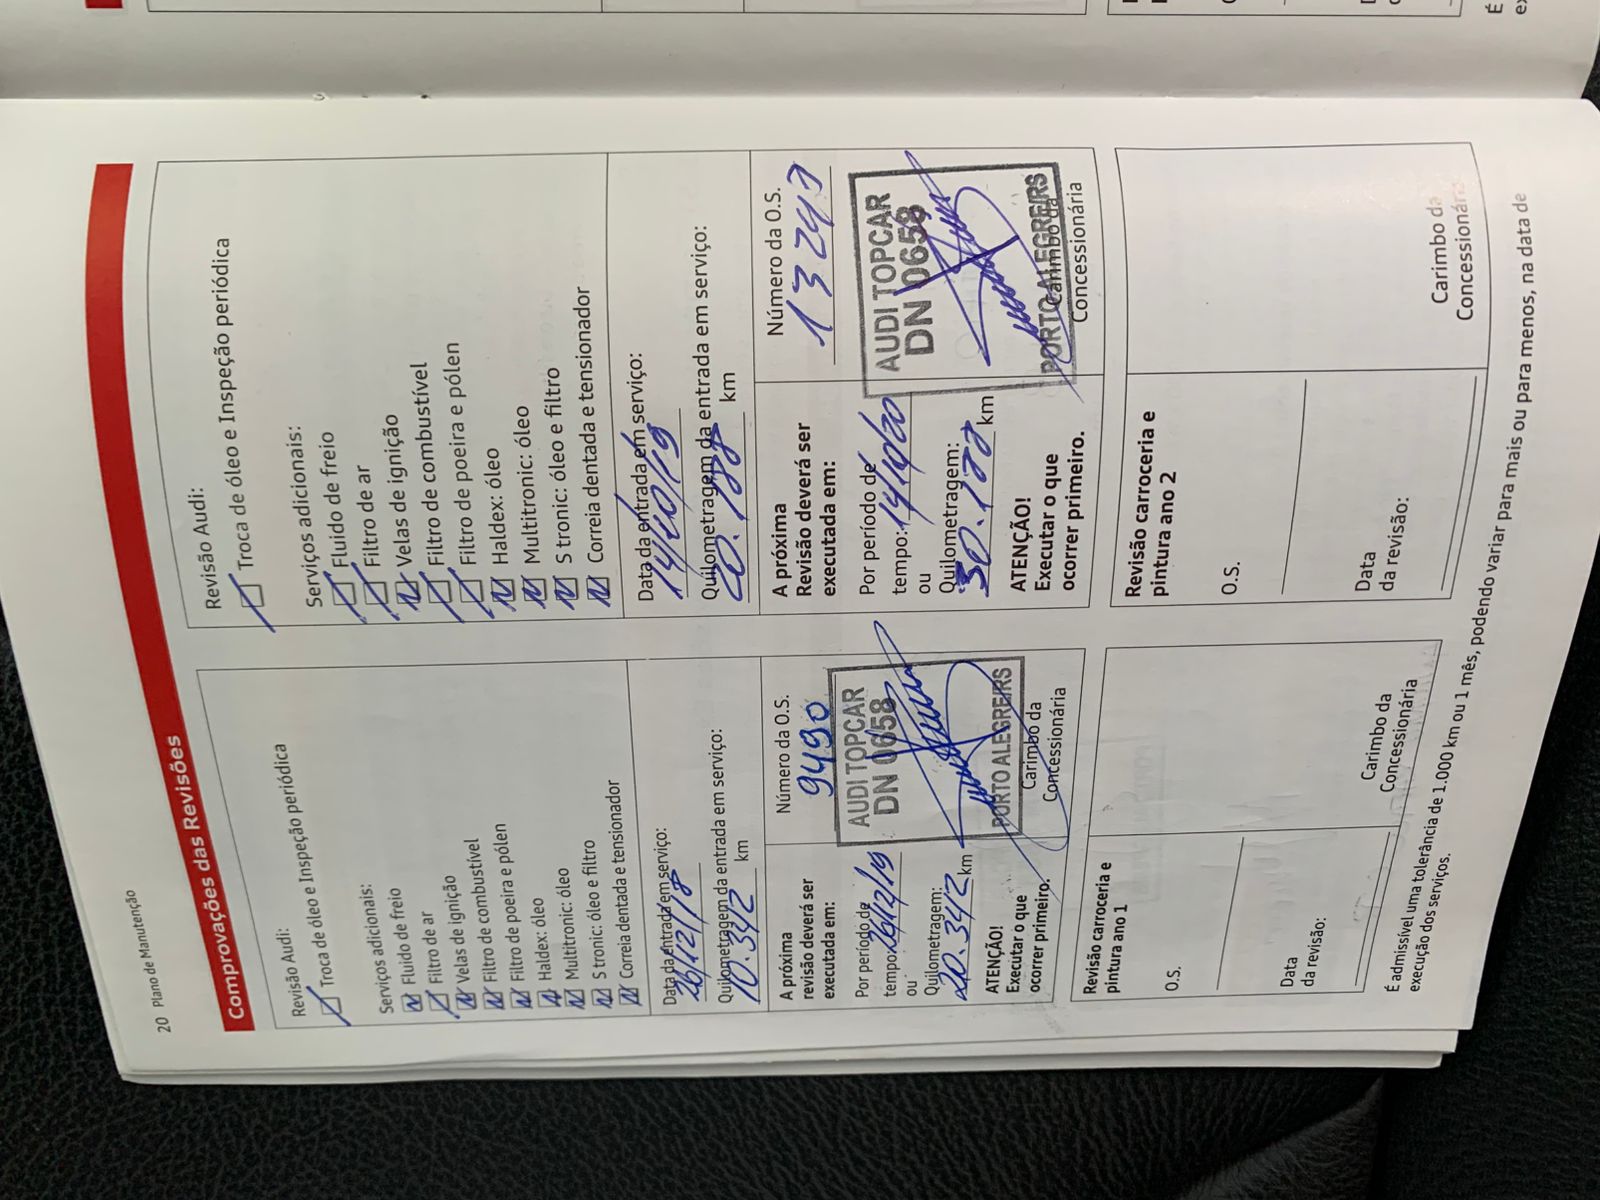 20 Plano de Manutenção
Comprovações das Revisões
Revisão Audi:
Troca de óleo e Inspeção periódica
Serviços adicionais:
N Fluido de freio
Filtro de ar
N Velas de ignição
N Filtro de combustível
N Filtro de poeira e pólen
N Haldex: óleo
N Multitronic: óleo
N S tronic: óleo e filtro
N Correia dentada e tensionador
Data da entrada em serviço:
26/12/18
Quilometragem da entrada em serviço:
10.342 km
A próxima
revisão deverá ser
executada em:
Por período de
tempo: 26/12/19
ou
Quilometragem:
20.342 km
ATENÇÃO!
Executar o que
ocorrer primeiro.
Número da O.S.
9490
AUDI TOPCAR
DN 0658
PORTO ALEGRE/RS
Carimbo da
Concessionária
Revisão carroceria e
pintura ano 1
O.S.
Data
da revisão:
Carimbo da
Concessionária
Revisão Audi:
Troca de óleo e Inspeção periódica
Serviços adicionais:
Fluido de freio
Filtro de ar
N Velas de ignição
Filtro de combustível
Filtro de poeira e pólen
N Haldex: óleo
N Multitronic: óleo
N S tronic: óleo e filtro
N Correia dentada e tensionador
Data da entrada em serviço:
14/10/19
Quilometragem da entrada em serviço:
20.188 km
A próxima
Revisão deverá ser
executada em:
Por período de
tempo: 14/10/20
ou
Quilometragem:
30.188 km
ATENÇÃO!
Executar o que
ocorrer primeiro.
Número da O.S.
AUDI TOPCAR
DN 0658
PORTO ALEGRE/RS
Carimbo da
Concessionária
Revisão carroceria e
pintura ano 2
O.S.
Data
da revisão:
Carimbo da
Concessionária
É admissível uma tolerância de 1.000 km ou 1 mês, podendo variar para mais ou para menos, na data de
execução dos serviços.